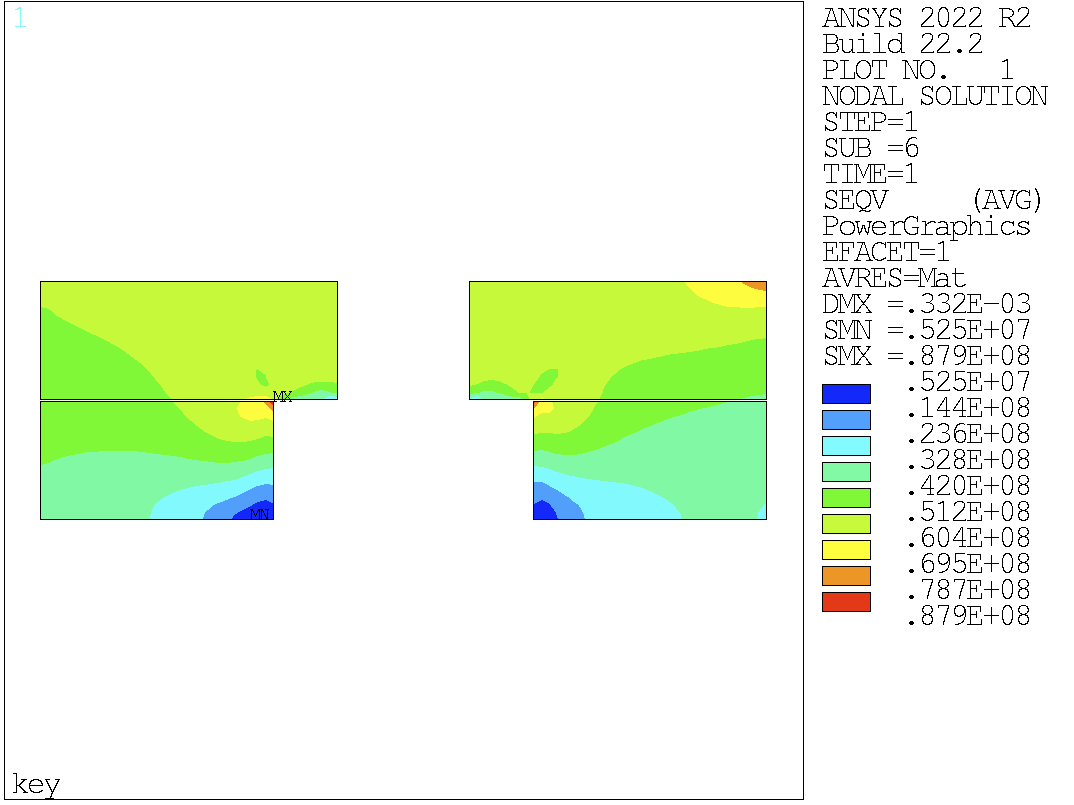 1
ANSYS 2022 R2
Build 22.2
PLOT NO.   1
NODAL SOLUTION
STEP=1
SUB =6
TIME=1
SEQV     (AVG)
PowerGraphics
EFACET=1
AVRES=Mat
DMX =.332E-03
SMN =.525E+07
SMX =.879E+08
.525E+07
.144E+08
.236E+08
.328E+08
.420E+08
.512E+08
.604E+08
.695E+08
.787E+08
.879E+08
MX
MN
key